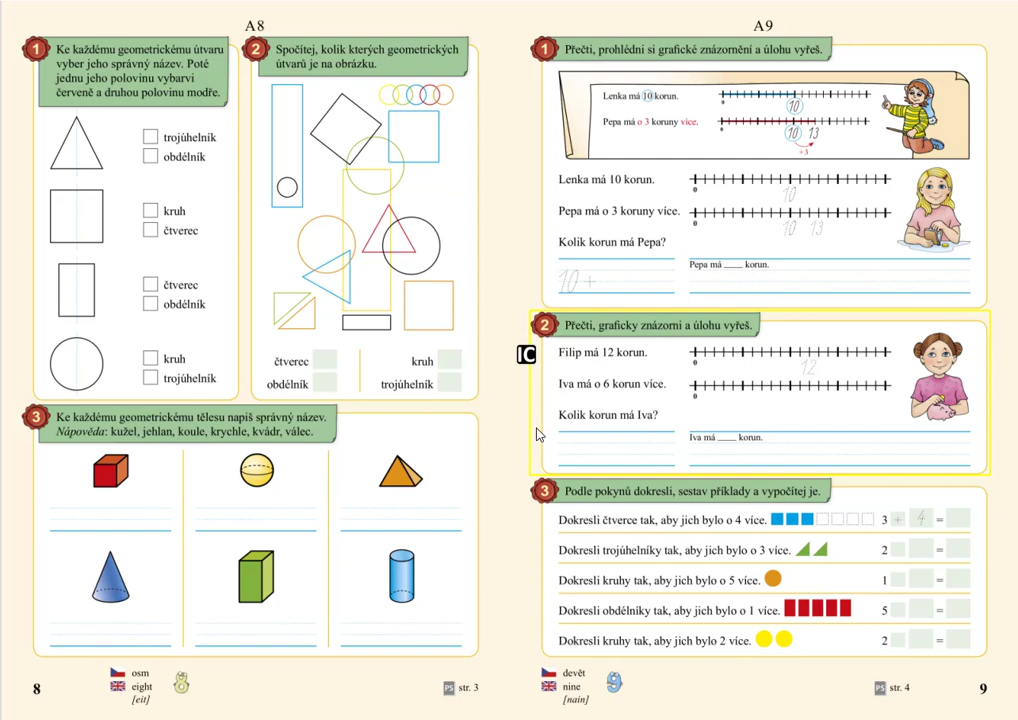 A 8
1 Ke každému geometrickému útvaru
vyber jeho správný název. Poté
jednu jeho polovinu vybarvi
červeně a druhou polovinu modře.
trojúhelník
obdélník
kruh
čtverec
čtverec
obdélník
kruh
trojúhelník
2 Spočítej, kolik kterých geometrických
útvarů je na obrázku.
čtverec
kruh
obdélník
trojúhelník
3 Ke každému geometrickému tělesu napiš správný název.
Nápověda: kužel, jehlan, koule, krychle, kvádr, válec.
8
osm
eight
[eit]
8
PS str. 3
A 9
1 Přečti, prohlédni si grafické znázornění a úlohu vyřeš.
Lenka má 10 korun.
0
10
Pepa má o 3 koruny více.
0
10 13
+3
Lenka má 10 korun.
0
10
Pepa má o 3 koruny více.
0
10 13
Kolik korun má Pepa?
10 +
Pepa má ____ korun.
2 Přečti, graficky znázorni a úlohu vyřeš.
IC
Filip má 12 korun.
0
12
Iva má o 6 korun více.
0
Kolik korun má Iva?
Iva má ____ korun.
3 Podle pokynů dokresli, sestav příklady a vypočítej je.
Dokresli čtverce tak, aby jich bylo o 4 více. 3 + 4 =
Dokresli trojúhelníky tak, aby jich bylo o 3 více. 2 =
Dokresli kruhy tak, aby jich bylo o 5 více. 1 =
Dokresli obdélníky tak, aby jich bylo o 1 více. 5 =
Dokresli kruhy tak, aby jich bylo 2 více. 2 =
devět
nine
[nain]
9
PS str. 4
9